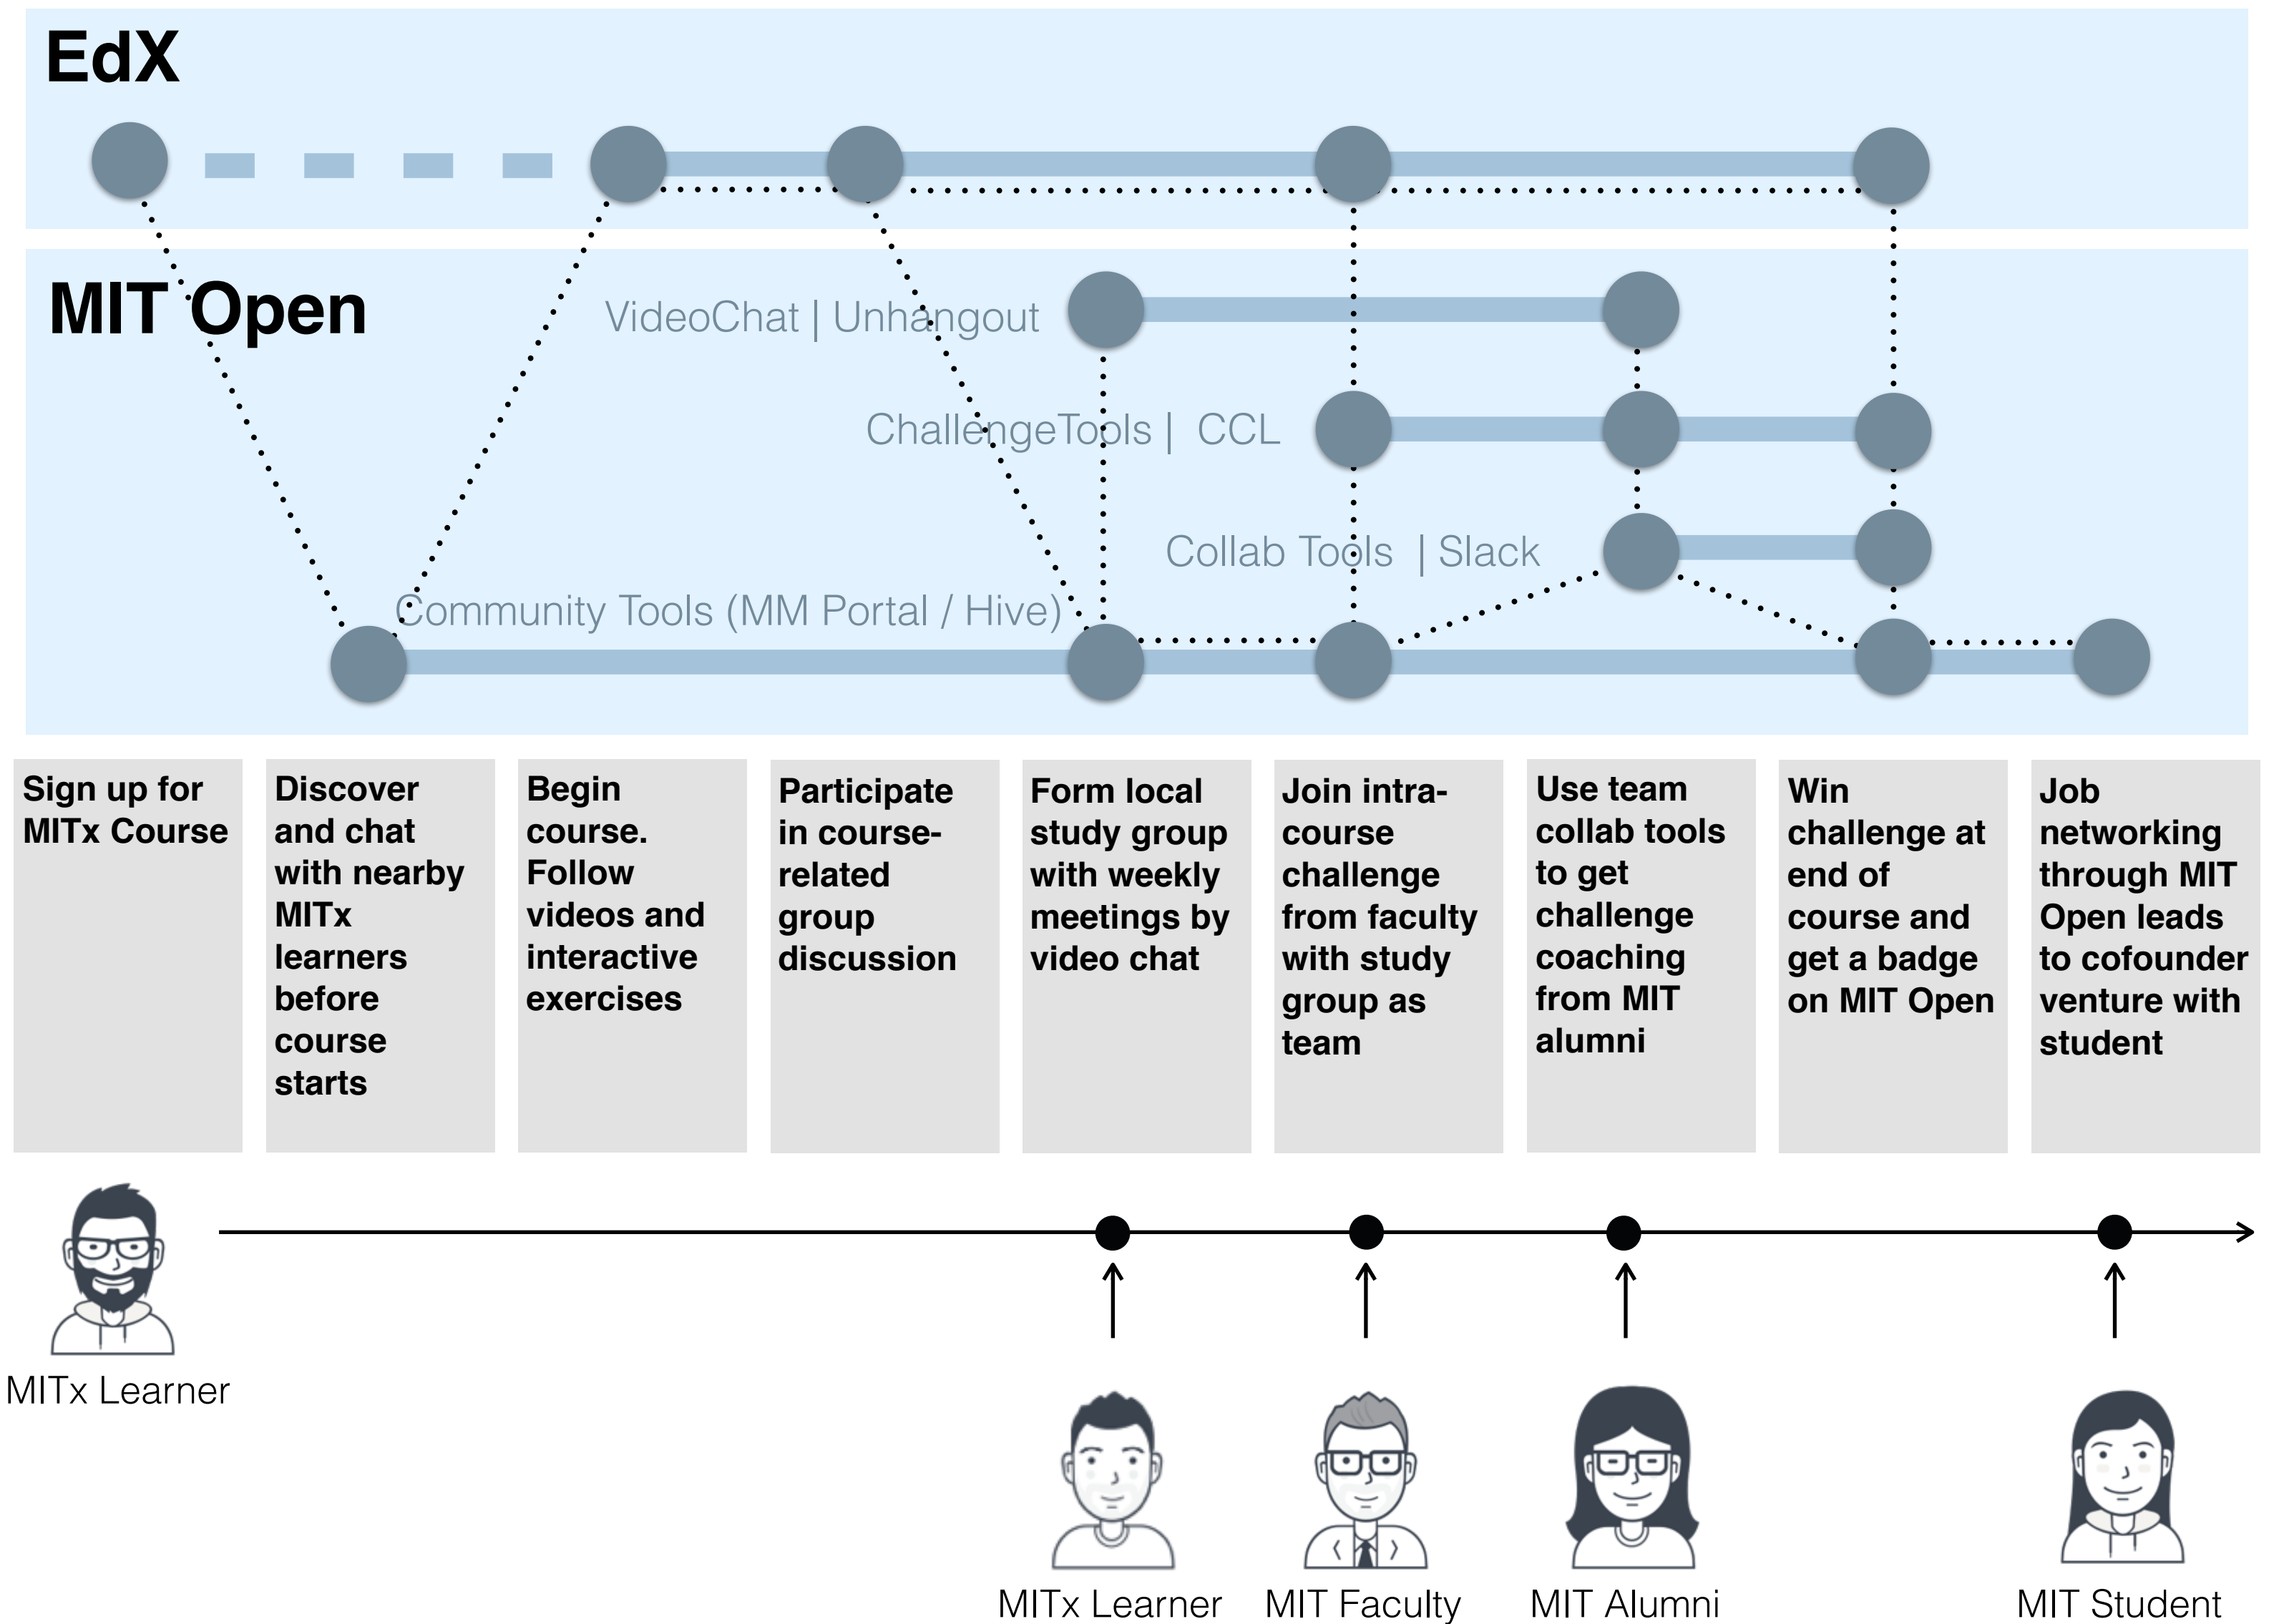 EdX
MIT Open
VideoChat | Unhangout
ChallengeTools | CCL
Collab Tools | Slack
Community Tools (MM Portal / Hive)
Sign up for
MITx Course
Discover
and chat
with nearby
MITx
learners
before
course
starts
Begin
course.
Follow
videos and
interactive
exercises
Participate
in course-
related
group
discussion
Form local
study group
with weekly
meetings by
video chat
Join intra-
course
challenge
from faculty
with study
group as
team
Use team
collab tools
to get
challenge
coaching
from MIT
alumni
Win
challenge at
end of
course and
get a badge
on MIT Open
Job
networking
through MIT
Open leads
to cofounder
venture with
student
MITx Learner
MITx Learner
MIT Faculty
MIT Alumni
MIT Student